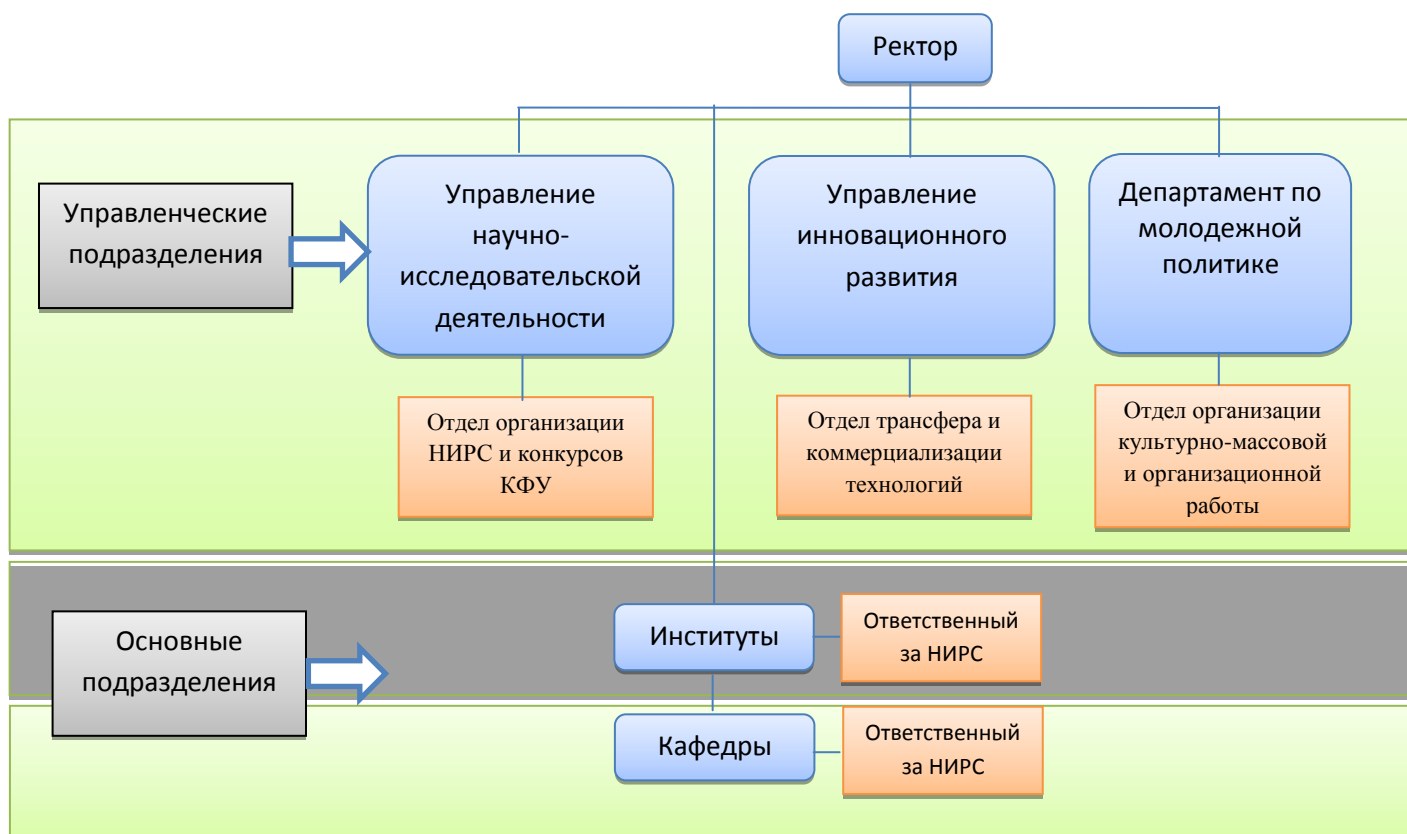 Ректор
Управленческие
подразделения
Управление
научно-
исследовательской
деятельности
Управление
инновационного
развития
Департамент по
молодежной
политике
Отдел организации
НИРС и конкурсов
КФУ
Отдел трансфера и
коммерциализации
технологий
Отдел организации
культурно-массовой
и организационной
работы
Основные
подразделения
Институты
Ответственный
за НИРС
Кафедры
Ответственный
за НИРС